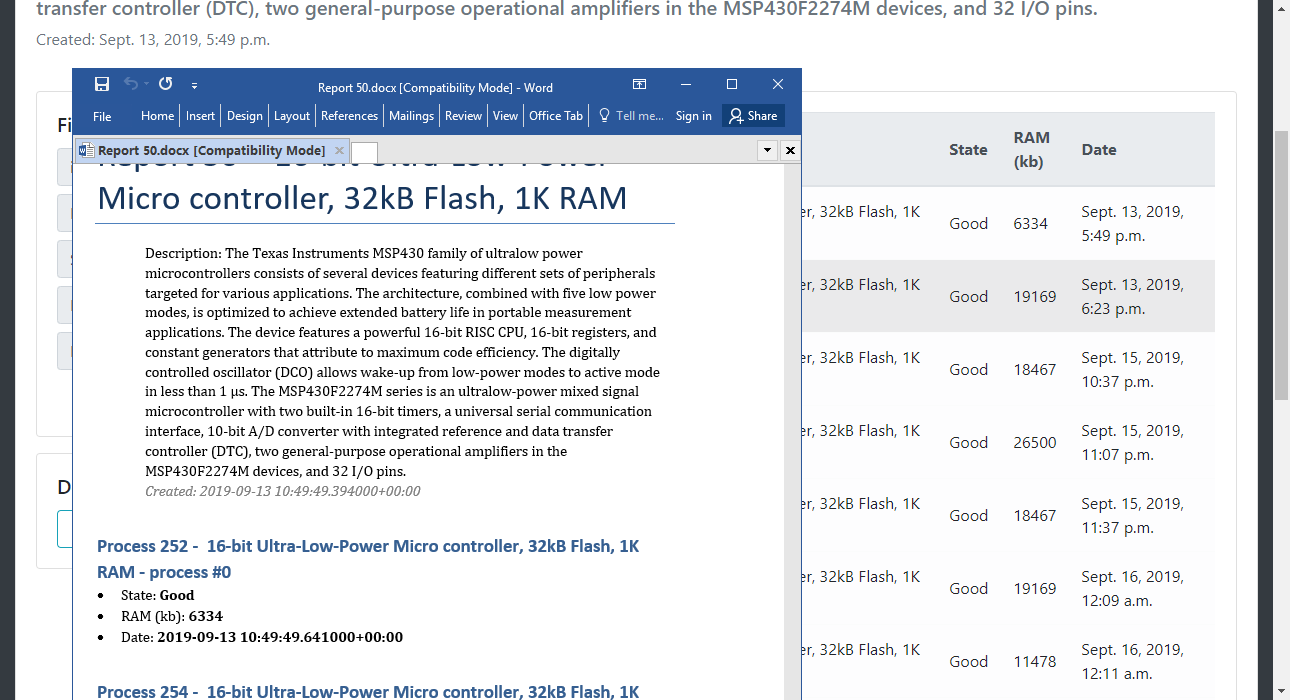 transfer controller (DTC), two general-purpose operational amplifiers in the MSP430F2274M devices, and 32 I/O pins.
Created: Sept. 13, 2019, 5:49 p.m.
Report 50.docx [Compatibility Mode] - Word
File Home Insert Design Layout References Mailings Review View Office Tab Tell me... Sign in Share
Report 50.docx [Compatibility Mode]
Micro controller, 32kB Flash, 1K RAM
Description: The Texas Instruments MSP430 family of ultralow power
microcontrollers consists of several devices featuring different sets of peripherals
targeted for various applications. The architecture, combined with five low power
modes, is optimized to achieve extended battery life in portable measurement
applications. The device features a powerful 16-bit RISC CPU, 16-bit registers, and
constant generators that attribute to maximum code efficiency. The digitally
controlled oscillator (DCO) allows wake-up from low-power modes to active mode
in less than 1 µs. The MSP430F2274M series is an ultralow-power mixed signal
microcontroller with two built-in 16-bit timers, a universal serial communication
interface, 10-bit A/D converter with integrated reference and data transfer
controller (DTC), two general-purpose operational amplifiers in the
MSP430F2274M devices, and 32 I/O pins.
Created: 2019-09-13 10:49:49.394000+00:00
Process 252 - 16-bit Ultra-Low-Power Micro controller, 32kB Flash, 1K
RAM - process #0
• State: Good
• RAM (kb): 6334
• Date: 2019-09-13 10:49:49.641000+00:00
Process 254 - 16-bit Ultra-Low-Power Micro controller, 32kB Flash, 1K
Fi
D
State RAM (kb) Date
er, 32kB Flash, 1K Good 6334 Sept. 13, 2019,
5:49 p.m.
er, 32kB Flash, 1K Good 19169 Sept. 13, 2019,
6:23 p.m.
er, 32kB Flash, 1K Good 18467 Sept. 15, 2019,
10:37 p.m.
er, 32kB Flash, 1K Good 26500 Sept. 15, 2019,
11:07 p.m.
er, 32kB Flash, 1K Good 18467 Sept. 15, 2019,
11:37 p.m.
er, 32kB Flash, 1K Good 19169 Sept. 16, 2019,
12:09 a.m.
er, 32kB Flash, 1K Good 11478 Sept. 16, 2019,
12:11 a.m.